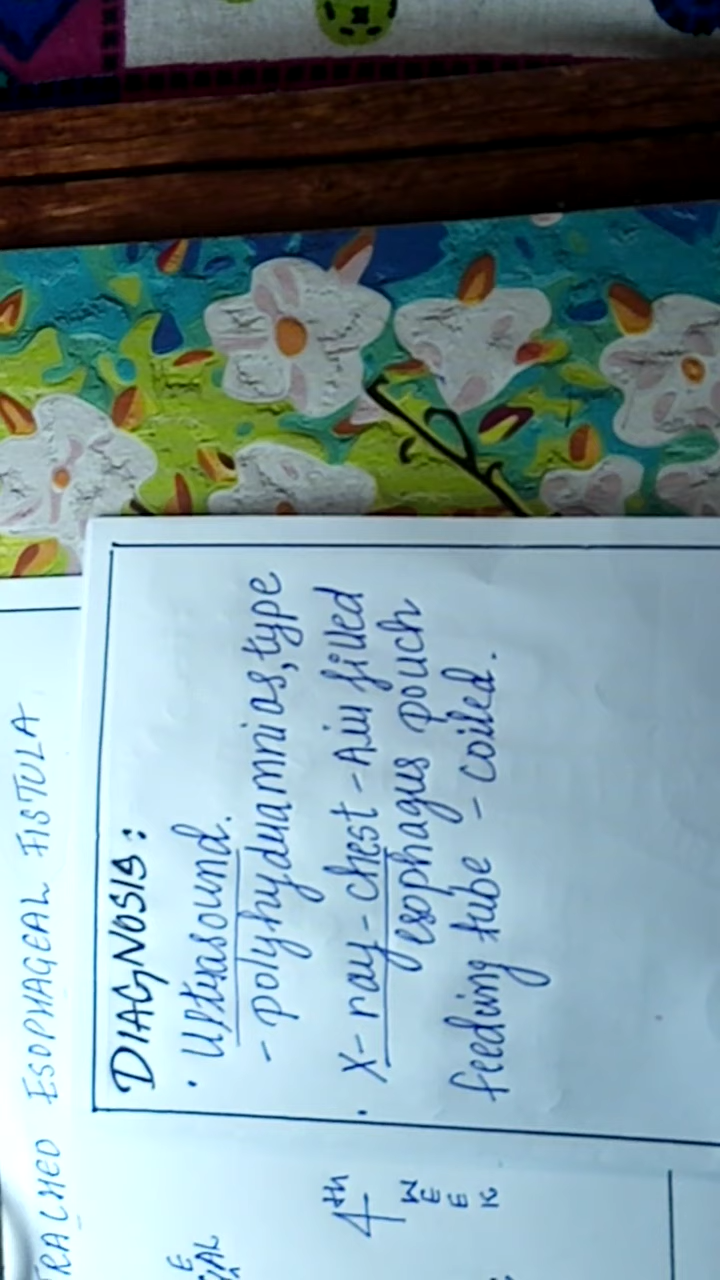 TRACHEO ESOPHAGEAL FISTULA
DIAGNOSIS:
· Ultrasound.
- polyhydramnios, type
· X-ray-chest - Air filled
esophagus pouch
feeding tube - coiled.
4th
WEEK